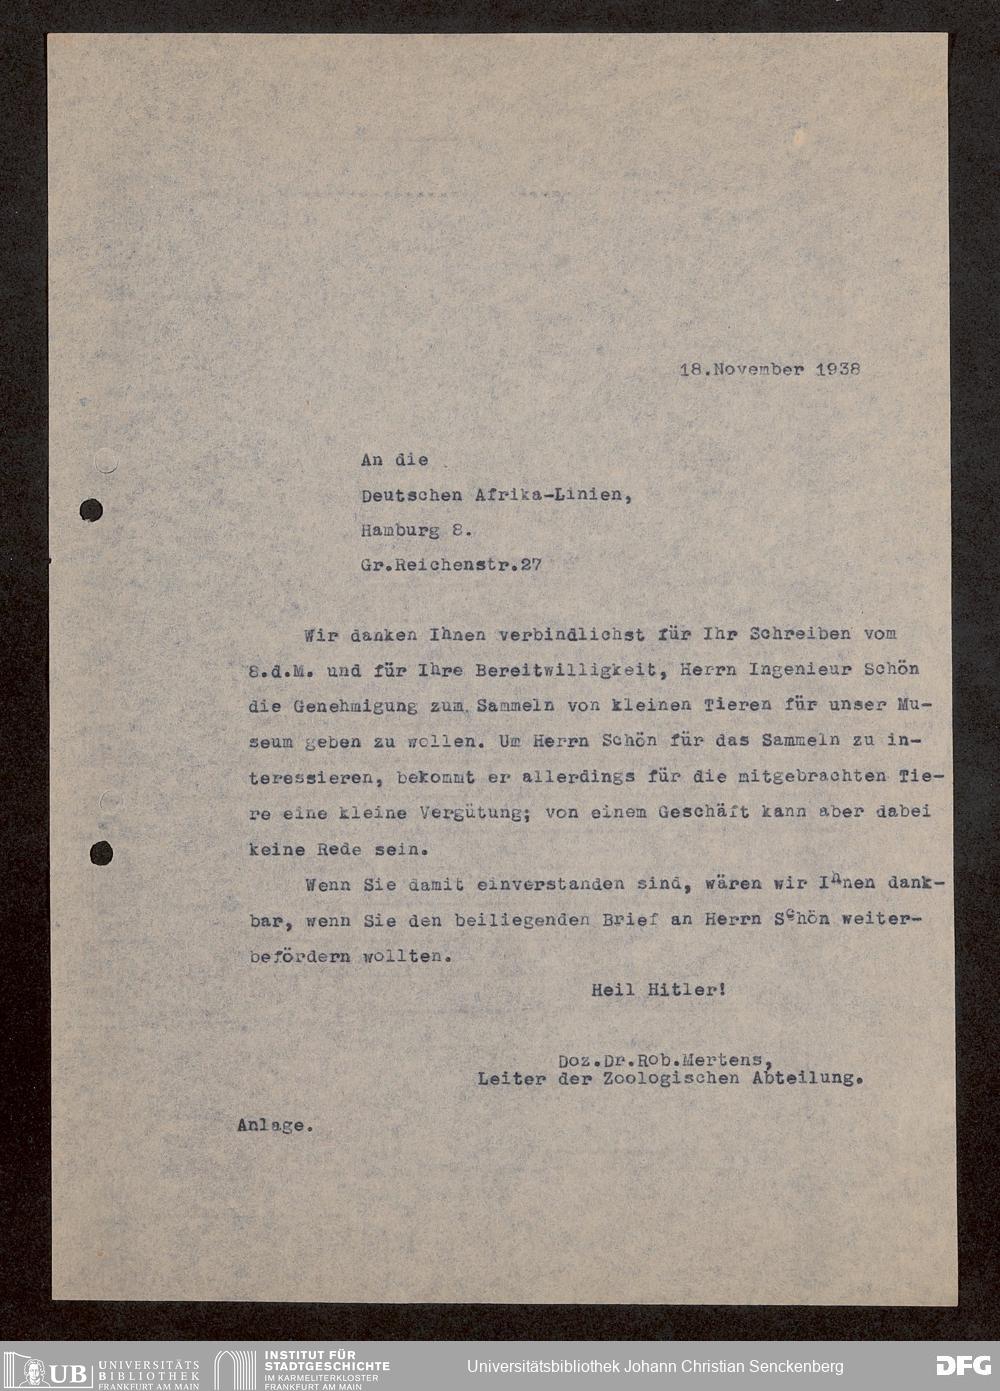 18.November 1938
An die
Deutschen Afrika-Linien,
Hamburg 8.
Gr.Reichenstr.27
Wir danken Ihnen verbindlichst für Ihr Schreiben vom
8.d.M. und für Ihre Bereitwilligkeit, Herrn Ingenieur Schön
die Genehmigung zum Sammeln von kleinen Tieren für unser Mu-
seum geben zu wollen. Um Herrn Schön für das Sammeln zu in-
teressieren, bekommt er allerdings für die mitgebrachten Tie-
re eine kleine Vergütung; von einem Geschäft kann aber dabei
keine Rede sein.
Wenn Sie damit einverstanden sind, wären wir Ihnen dank-
bar, wenn Sie den beiliegenden Brief an Herrn Schön weiter-
befördern wollten.
Heil Hitler!
Doz.Dr.Rob.Mertens,
Leiter der Zoologischen Abteilung.
Anlage.
UB UNIVERSITÄTS
BIBLIOTHEK
FRANKFURT AM MAIN
INSTITUT FÜR
STADTGESCHICHTE
IM KARMELITERKLOSTER
FRANKFURT AM MAIN
Universitätsbibliothek Johann Christian Senckenberg
DFG